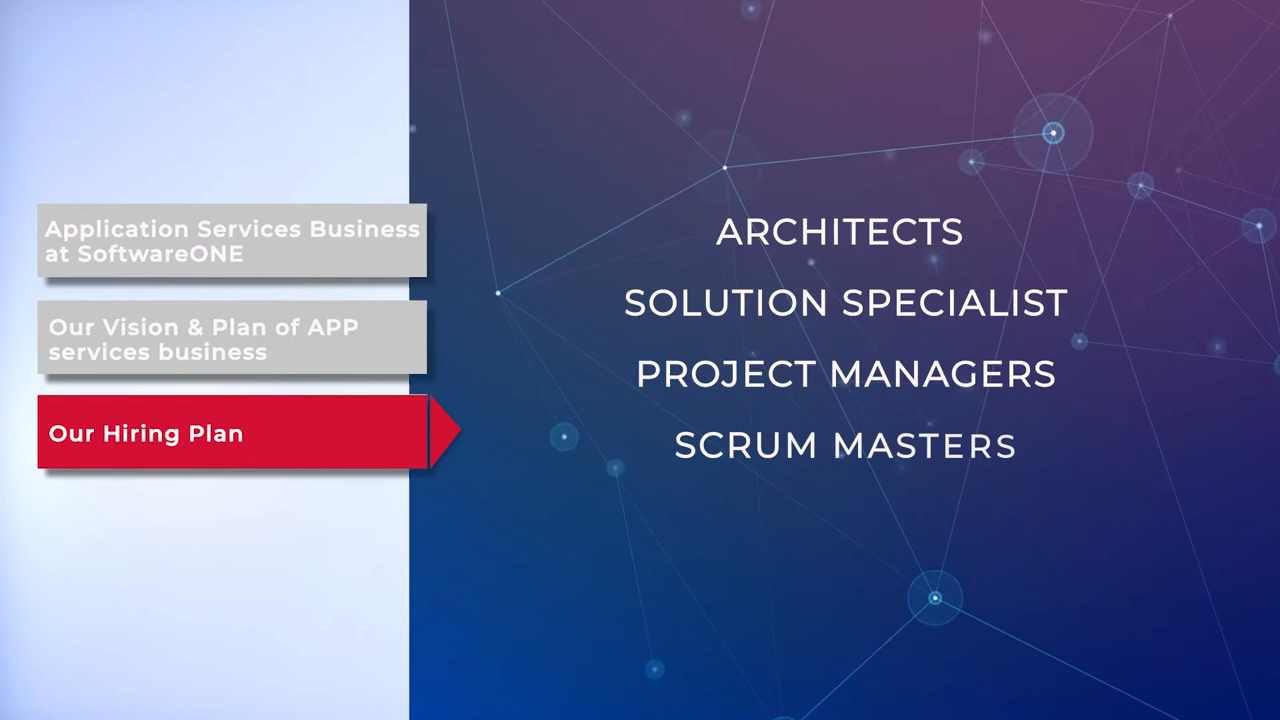 Application Services Business
at SoftwareONE
Our Vision & Plan of APP
services business
Our Hiring Plan
ARCHITECTS
SOLUTION SPECIALIST
PROJECT MANAGERS
SCRUM MASTERS